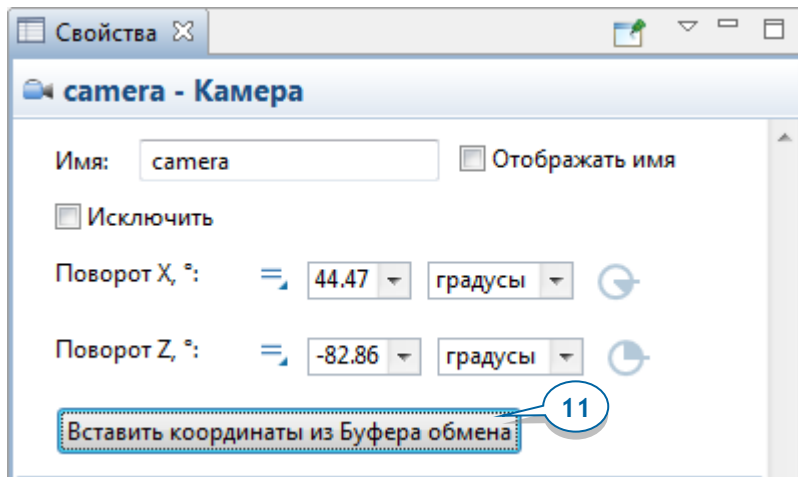 Свойства
camera - Камера
Имя: camera Отображать имя
Исключить
Поворот X, °: 44.47 градусы
Поворот Z, °: -82.86 градусы
11
Вставить координаты из Буфера обмена